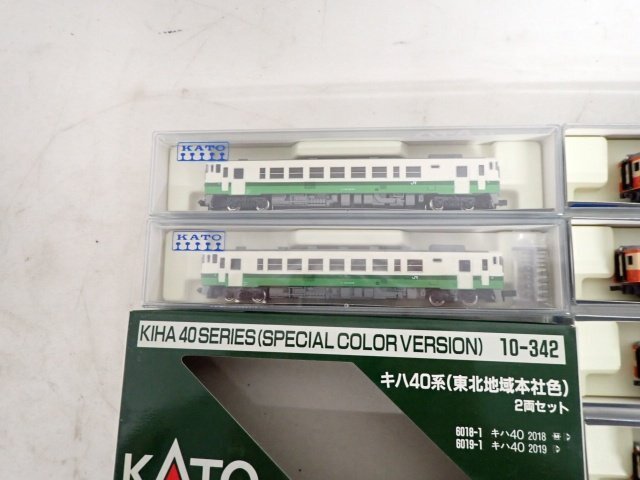 KATO
KATO
KIHA 40 SERIES (SPECIAL COLOR VERSION) 10-342
キハ40系(東北地域本社色)
2両セット
6018-1 キハ40 2018 M
6019-1 キハ40 2019
KATO